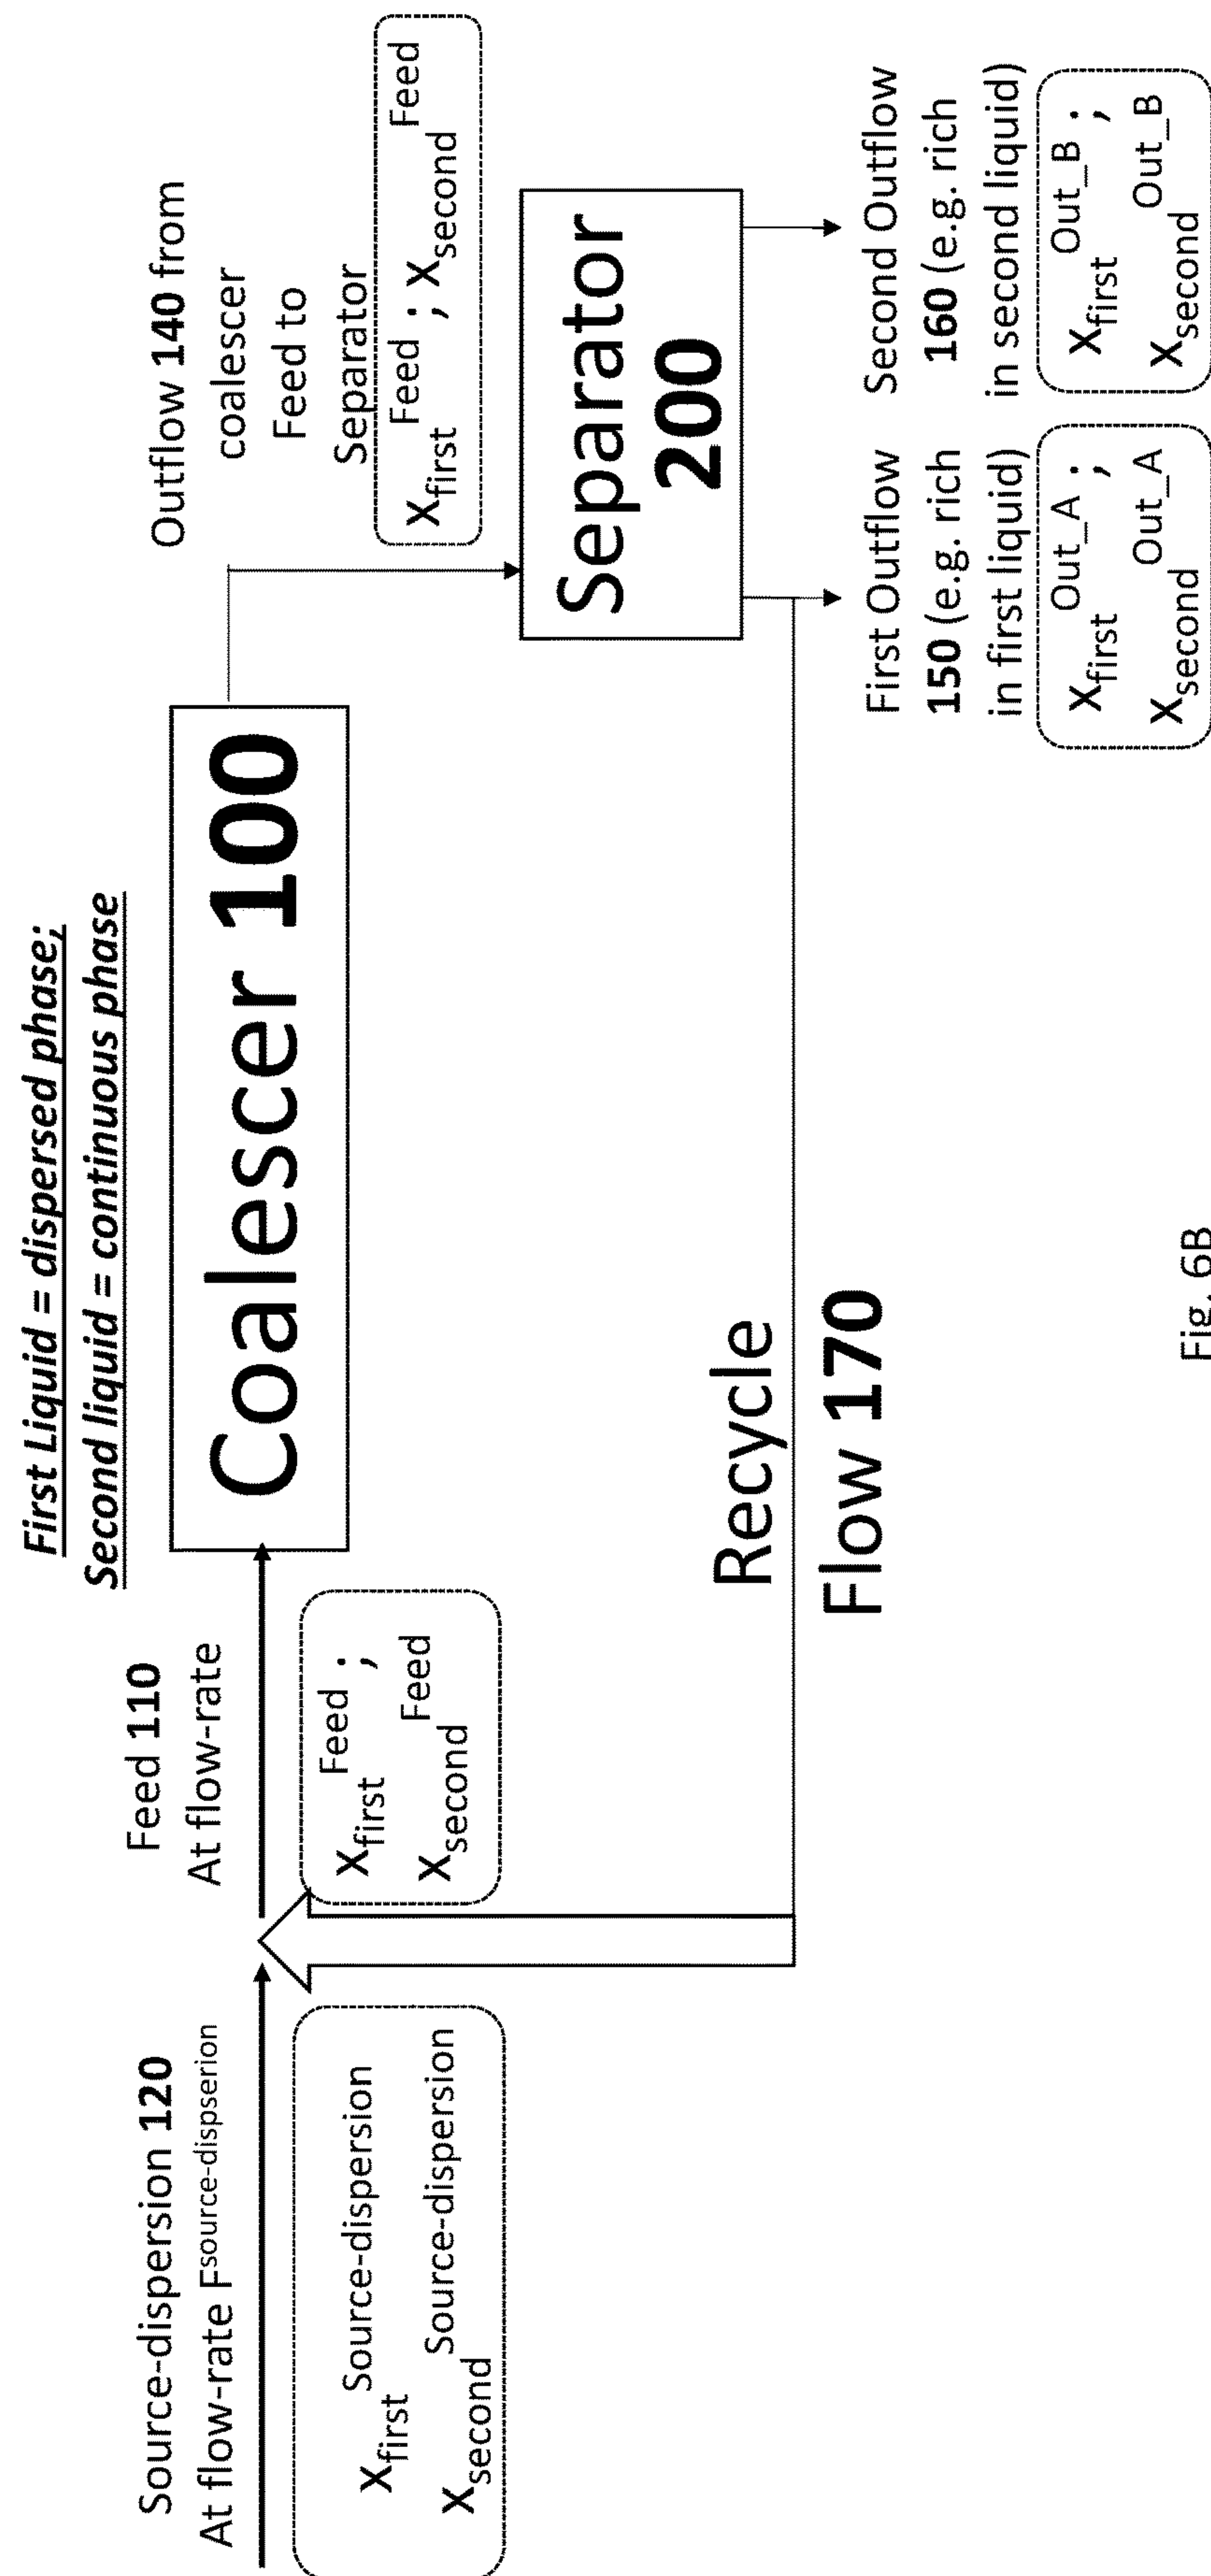 First Liquid = dispersed phase;
Second liquid = continuous phase
Source-dispersion 120
At flow-rate Fsource-dispserion
xfirst Source-dispersion
xsecond Source-dispersion
Feed 110
At flow-rate
xfirst Feed ;
xsecond Feed
Coalescer 100
Outflow 140 from
coalescer
Feed to
Separator
xfirst Feed ; xsecond Feed
Separator
200
Recycle
Flow 170
First Outflow
150 (e.g. rich
in first liquid)
xfirst Out_A ;
xsecond Out_A
Second Outflow
160 (e.g. rich
in second liquid)
xfirst Out_B ;
xsecond Out_B
Fig. 6B